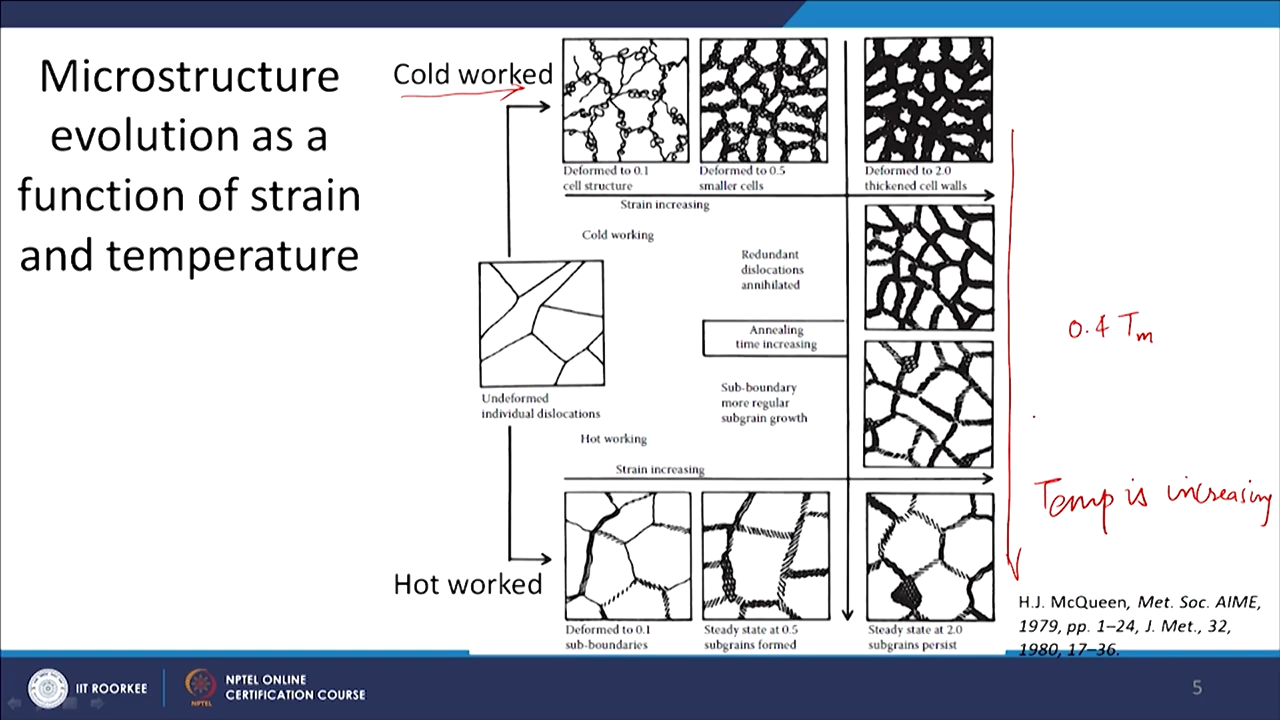 Microstructure
evolution as a
function of strain
and temperature
Cold worked
Deformed to 0.1
cell structure
Deformed to 0.5
smaller cells
Deformed to 2.0
thickened cell walls
Strain increasing
Cold working
Redundant
dislocations
annihilated
Annealing
time increasing
Undeformed
individual dislocations
Sub-boundary
more regular
subgrain growth
Hot working
Strain increasing
Hot worked
Deformed to 0.1
sub-boundaries
Steady state at 0.5
subgrains formed
Steady state at 2.0
subgrains persist
0.4 Tm
Temp is increasing
H.J. McQueen, Met. Soc. AIME,
1979, pp. 1–24, J. Met., 32,
1980, 17–36.
IIT ROORKEE
NPTEL
NPTEL ONLINE
CERTIFICATION COURSE
5